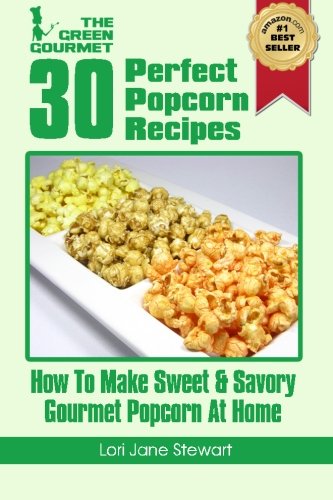 THE
GREEN
GOURMET
amazon.com
#1
BEST
SELLER
30 Perfect
Popcorn
Recipes
How To Make Sweet & Savory
Gourmet Popcorn At Home
Lori Jane Stewart